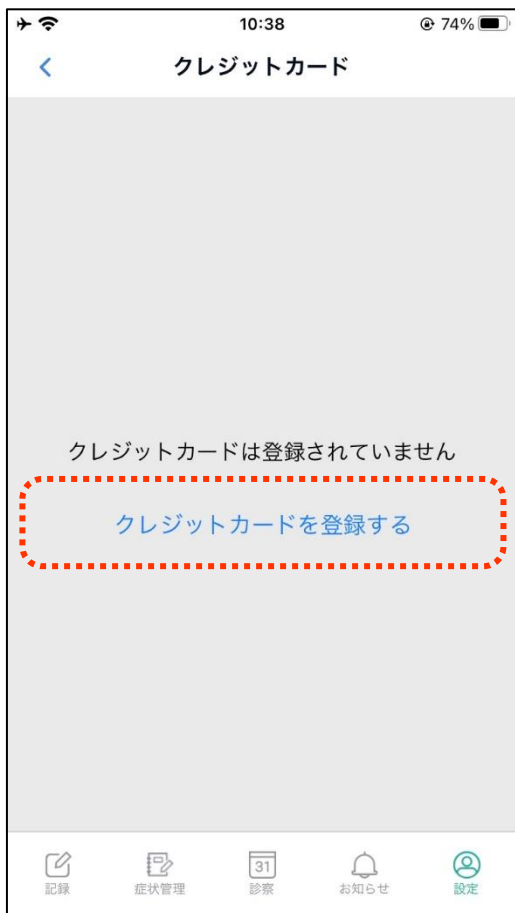 10:38
74%
クレジットカード
クレジットカードは登録されていません
クレジットカードを登録する
31
記録
症状管理
診察
お知らせ
設定